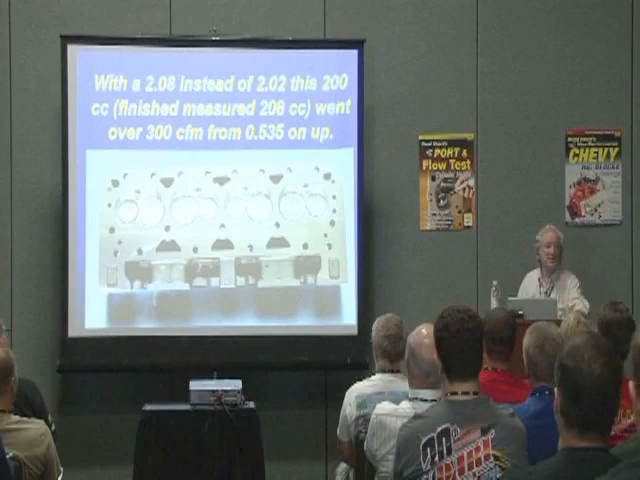 With a 2.08 instead of 2.02 this 200
cc (finished measured 206 cc) went
over 300 cfm from 0.535 on up.
PORT &
Flow Test
CHEVY